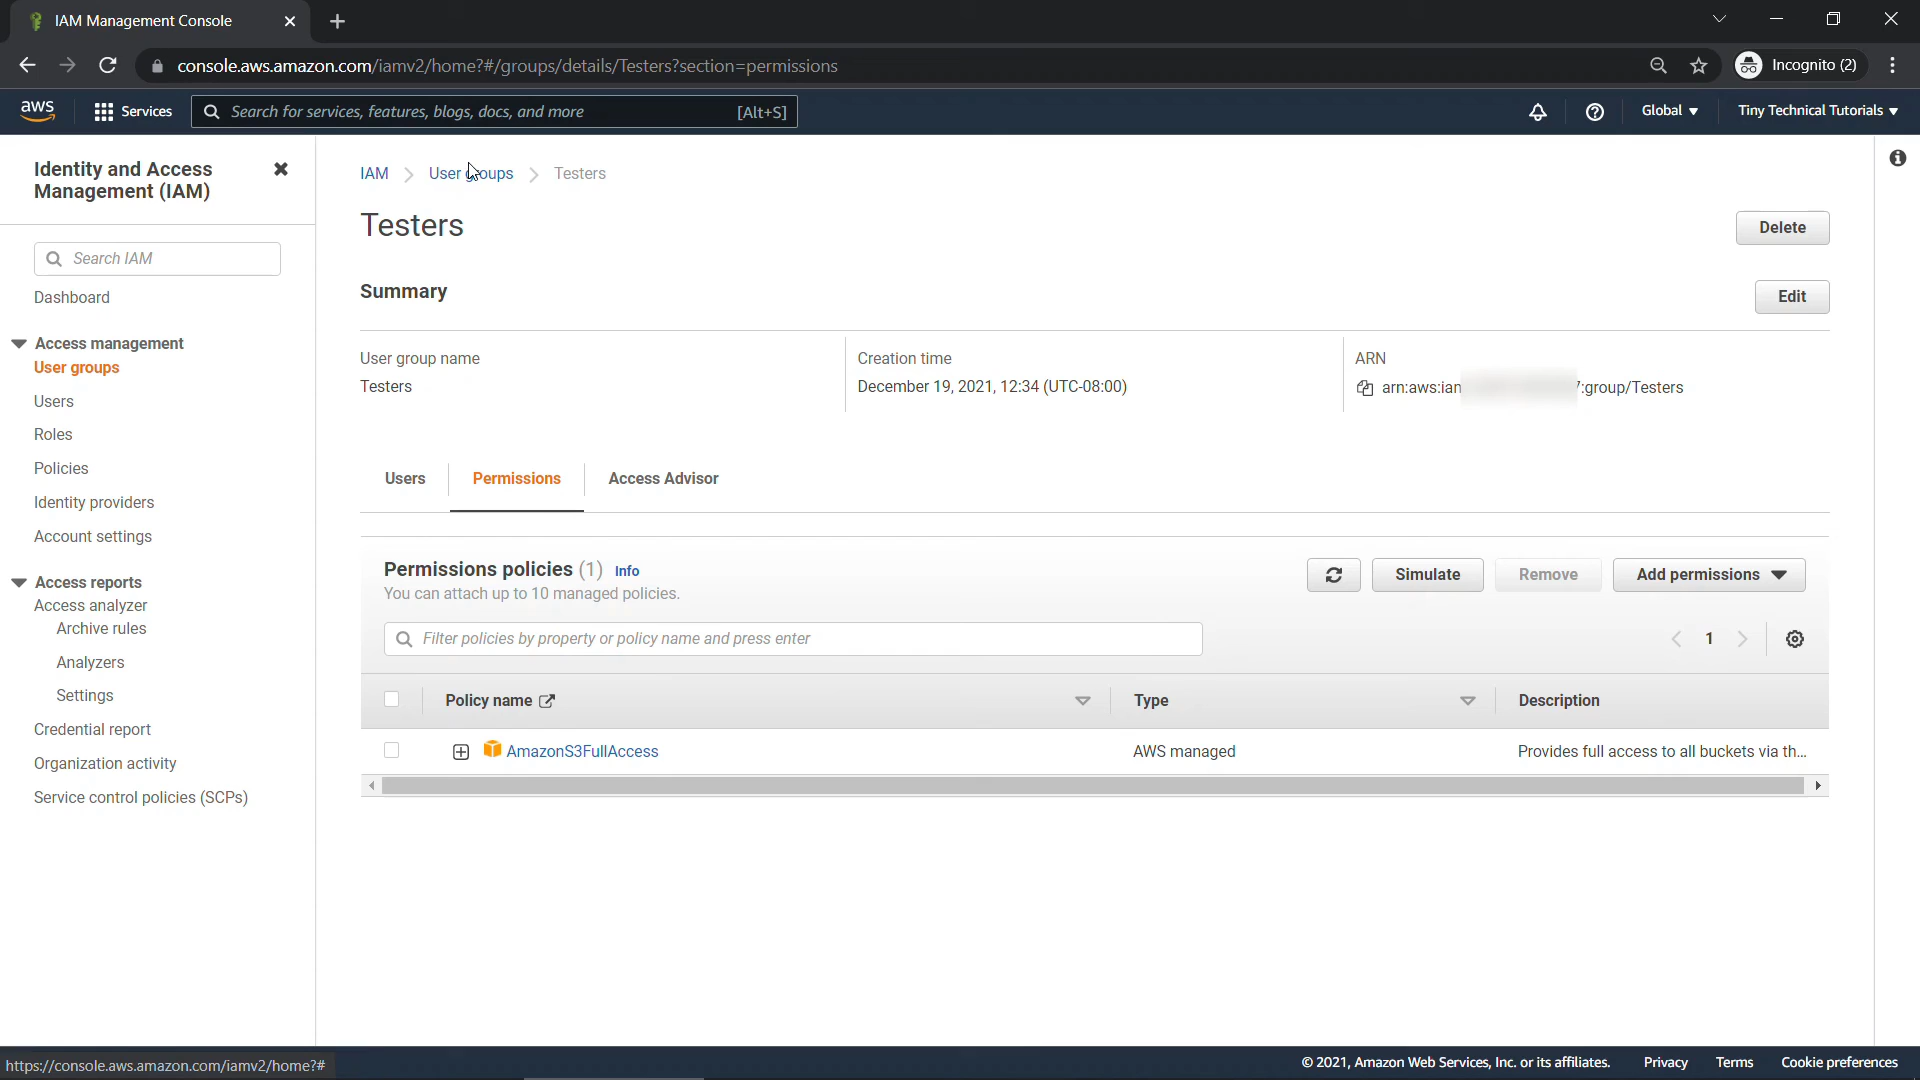 IAM Management Console
console.aws.amazon.com/iamv2/home?#/groups/details/Testers?section=permissions
Incognito (2)
aws
Services
Search for services, features, blogs, docs, and more
[Alt+S]
Global
Tiny Technical Tutorials
Identity and Access
Management (IAM)
Search IAM
Dashboard
Access management
User groups
Users
Roles
Policies
Identity providers
Account settings
Access reports
Access analyzer
Archive rules
Analyzers
Settings
Credential report
Organization activity
Service control policies (SCPs)
IAM
User groups
Testers
Testers
Delete
Summary
Edit
User group name
Testers
Creation time
December 19, 2021, 12:34 (UTC-08:00)
ARN
:group/Testers
Users
Permissions
Access Advisor
Permissions policies (1)
Info
You can attach up to 10 managed policies.
Simulate
Remove
Add permissions
Filter policies by property or policy name and press enter
1
Policy name
Type
Description
AmazonS3FullAccess
AWS managed
Provides full access to all buckets via th...
https://console.aws.amazon.com/iamv2/home?#
© 2021, Amazon Web Services, Inc. or its affiliates.
Privacy
Terms
Cookie preferences